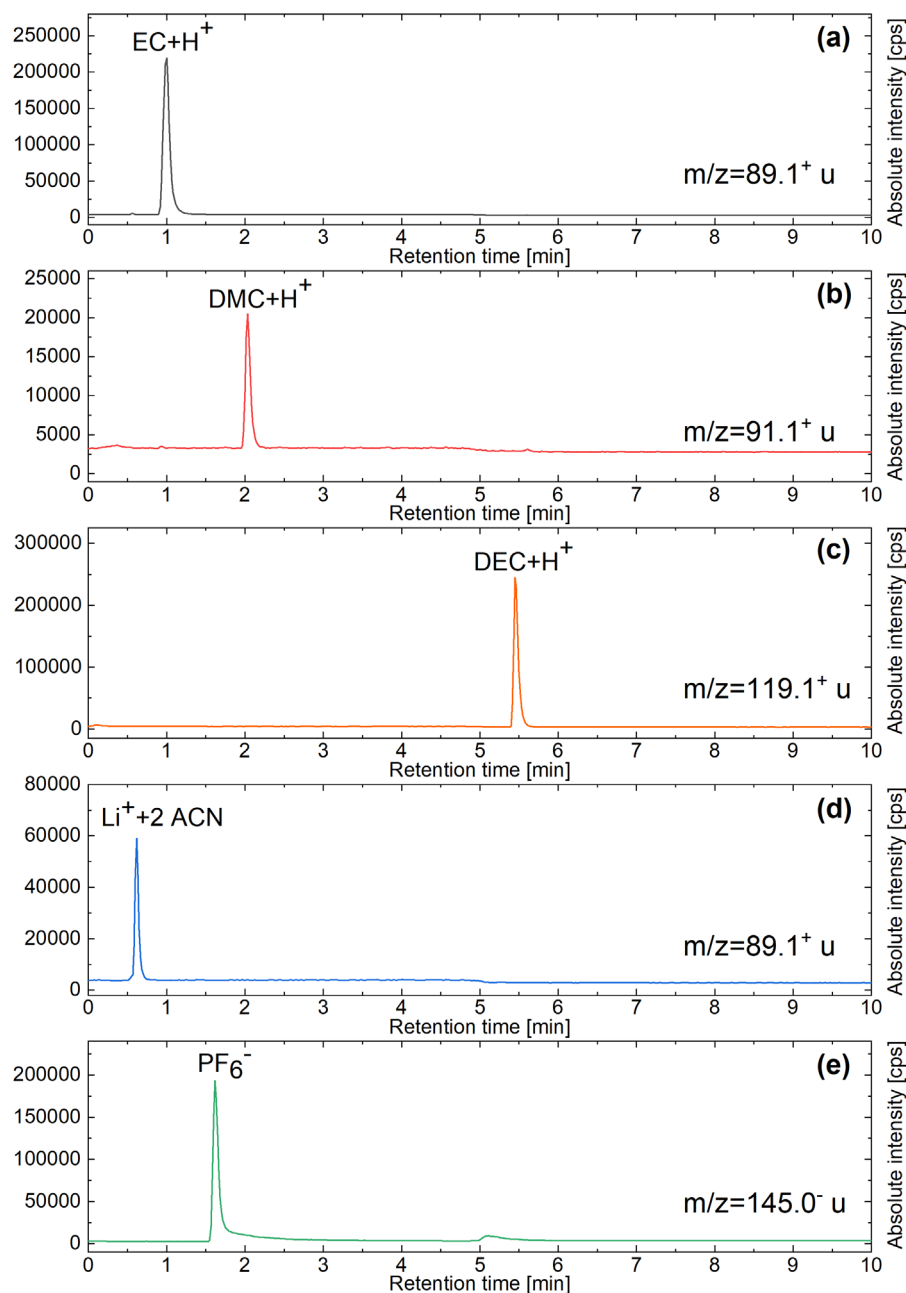 EC+H⁺
(a)
250000
200000
150000
100000
50000
0
m/z=89.1⁺ u
Absolute intensity [cps]
0 1 2 3 4 5 6 7 8 9 10
Retention time [min]
DMC+H⁺
(b)
25000
20000
15000
10000
5000
0
m/z=91.1⁺ u
Absolute intensity [cps]
0 1 2 3 4 5 6 7 8 9 10
Retention time [min]
DEC+H⁺
(c)
300000
200000
100000
0
m/z=119.1⁺ u
Absolute intensity [cps]
0 1 2 3 4 5 6 7 8 9 10
Retention time [min]
Li⁺+2 ACN
(d)
80000
60000
40000
20000
0
m/z=89.1⁺ u
Absolute intensity [cps]
0 1 2 3 4 5 6 7 8 9 10
Retention time [min]
PF₆⁻
(e)
200000
150000
100000
50000
0
m/z=145.0⁻ u
Absolute intensity [cps]
0 1 2 3 4 5 6 7 8 9 10
Retention time [min]